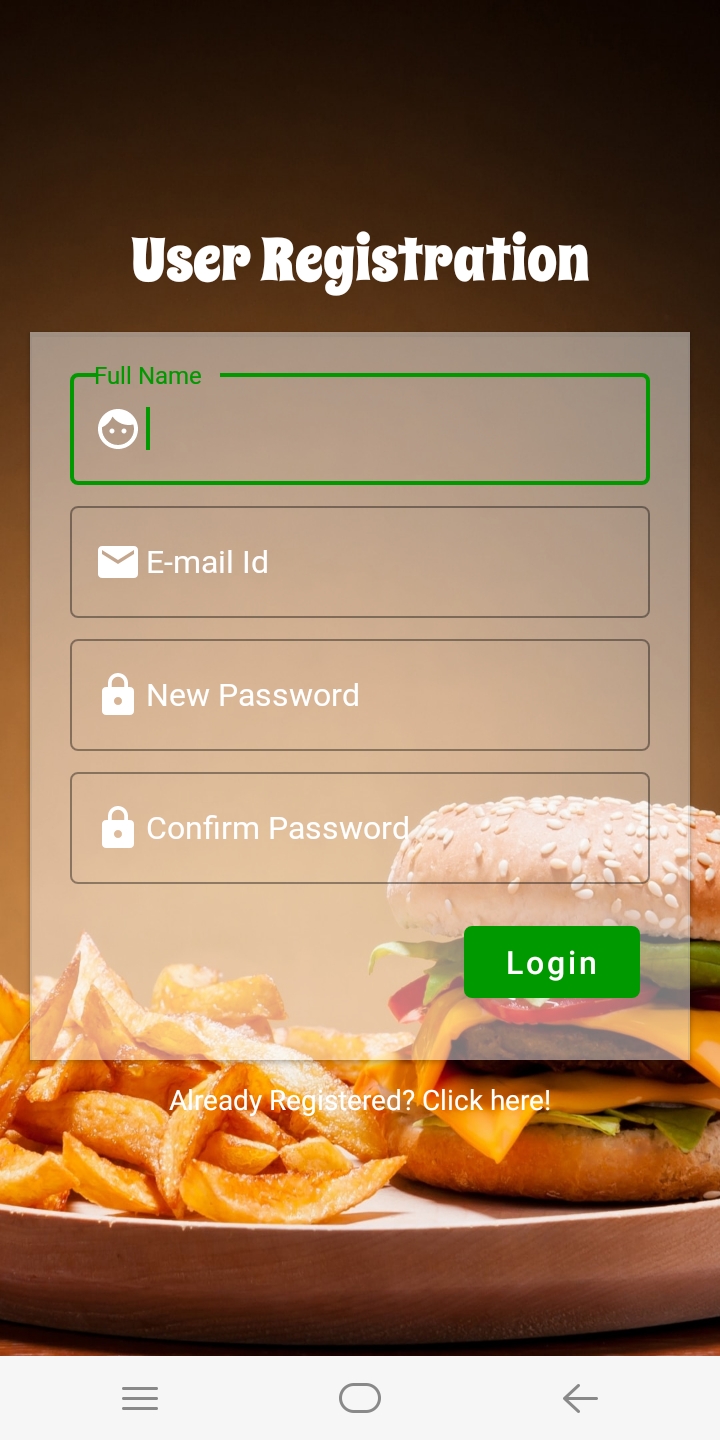 User Registration
Full Name
E-mail Id
New Password
Confirm Password
Login
Already Registered? Click here!